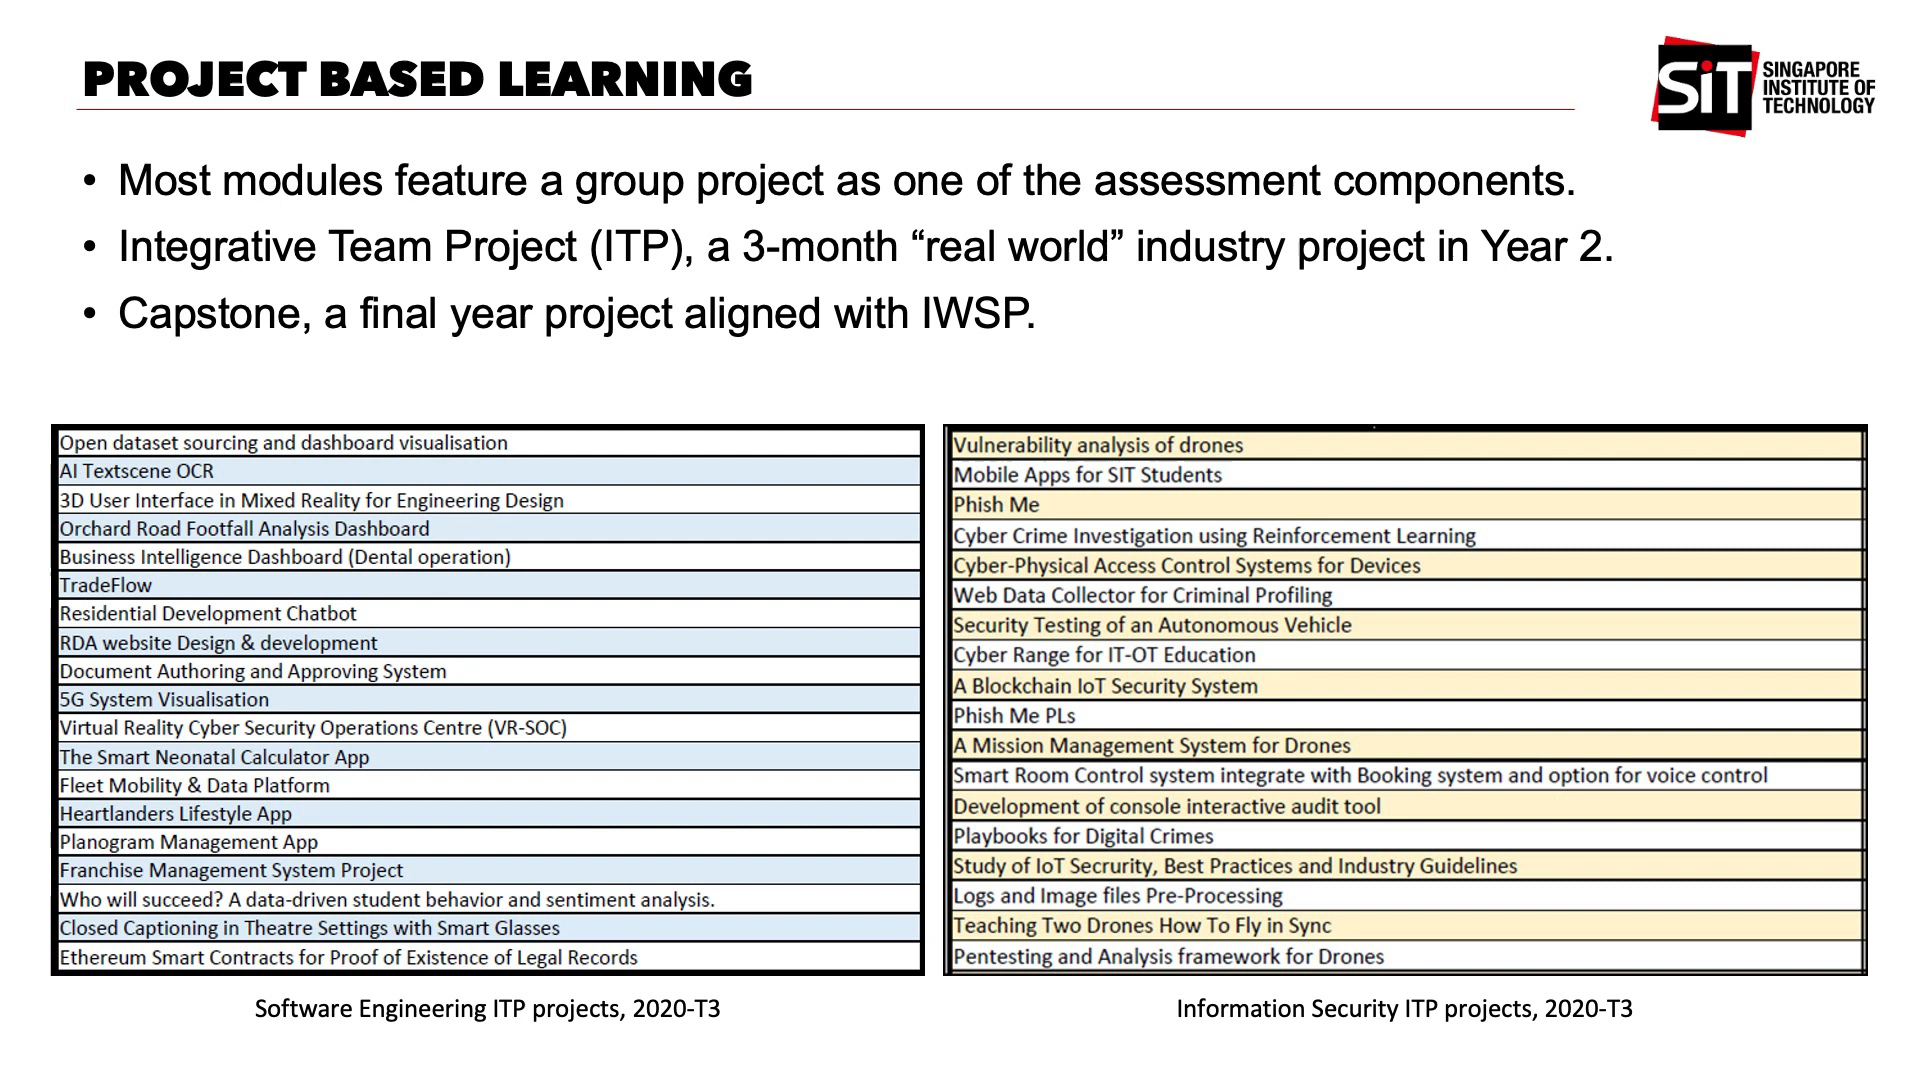 PROJECT BASED LEARNING
SiT
SINGAPORE
INSTITUTE OF
TECHNOLOGY
• Most modules feature a group project as one of the assessment components.
• Integrative Team Project (ITP), a 3-month “real world” industry project in Year 2.
• Capstone, a final year project aligned with IWSP.
Open dataset sourcing and dashboard visualisation
AI Textscene OCR
3D User Interface in Mixed Reality for Engineering Design
Orchard Road Footfall Analysis Dashboard
Business Intelligence Dashboard (Dental operation)
TradeFlow
Residential Development Chatbot
RDA website Design & development
Document Authoring and Approving System
5G System Visualisation
Virtual Reality Cyber Security Operations Centre (VR-SOC)
The Smart Neonatal Calculator App
Fleet Mobility & Data Platform
Heartlanders Lifestyle App
Planogram Management App
Franchise Management System Project
Who will succeed? A data-driven student behavior and sentiment analysis.
Closed Captioning in Theatre Settings with Smart Glasses
Ethereum Smart Contracts for Proof of Existence of Legal Records
Software Engineering ITP projects, 2020-T3
Vulnerability analysis of drones
Mobile Apps for SIT Students
Phish Me
Cyber Crime Investigation using Reinforcement Learning
Cyber-Physical Access Control Systems for Devices
Web Data Collector for Criminal Profiling
Security Testing of an Autonomous Vehicle
Cyber Range for IT-OT Education
A Blockchain IoT Security System
Phish Me PLs
A Mission Management System for Drones
Smart Room Control system integrate with Booking system and option for voice control
Development of console interactive audit tool
Playbooks for Digital Crimes
Study of IoT Secrurity, Best Practices and Industry Guidelines
Logs and Image files Pre-Processing
Teaching Two Drones How To Fly in Sync
Pentesting and Analysis framework for Drones
Information Security ITP projects, 2020-T3